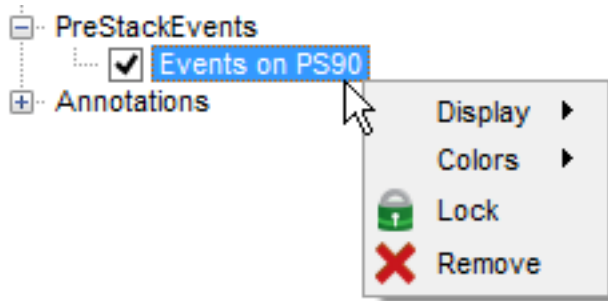 PreStackEvents
Events on PS90
Annotations
Display
Colors
Lock
Remove